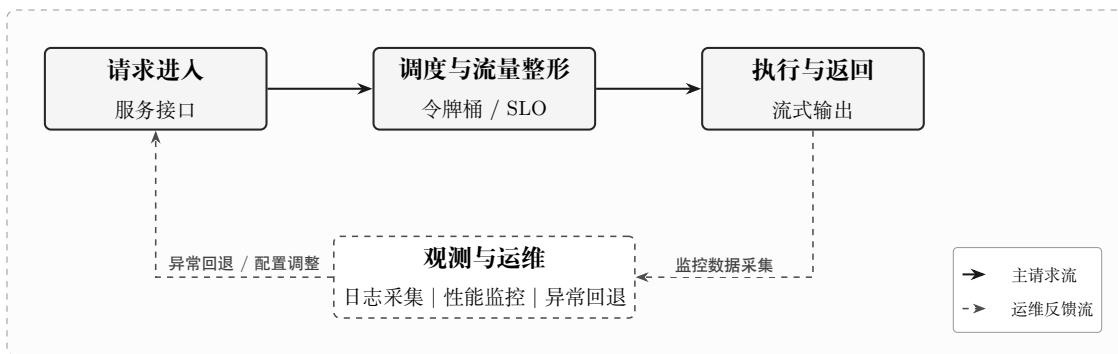 请求进入
服务接口
调度与流量整形
令牌桶 / SLO
执行与返回
流式输出
异常回退 / 配置调整
观测与运维
日志采集 | 性能监控 | 异常回退
监控数据采集
主请求流
运维反馈流